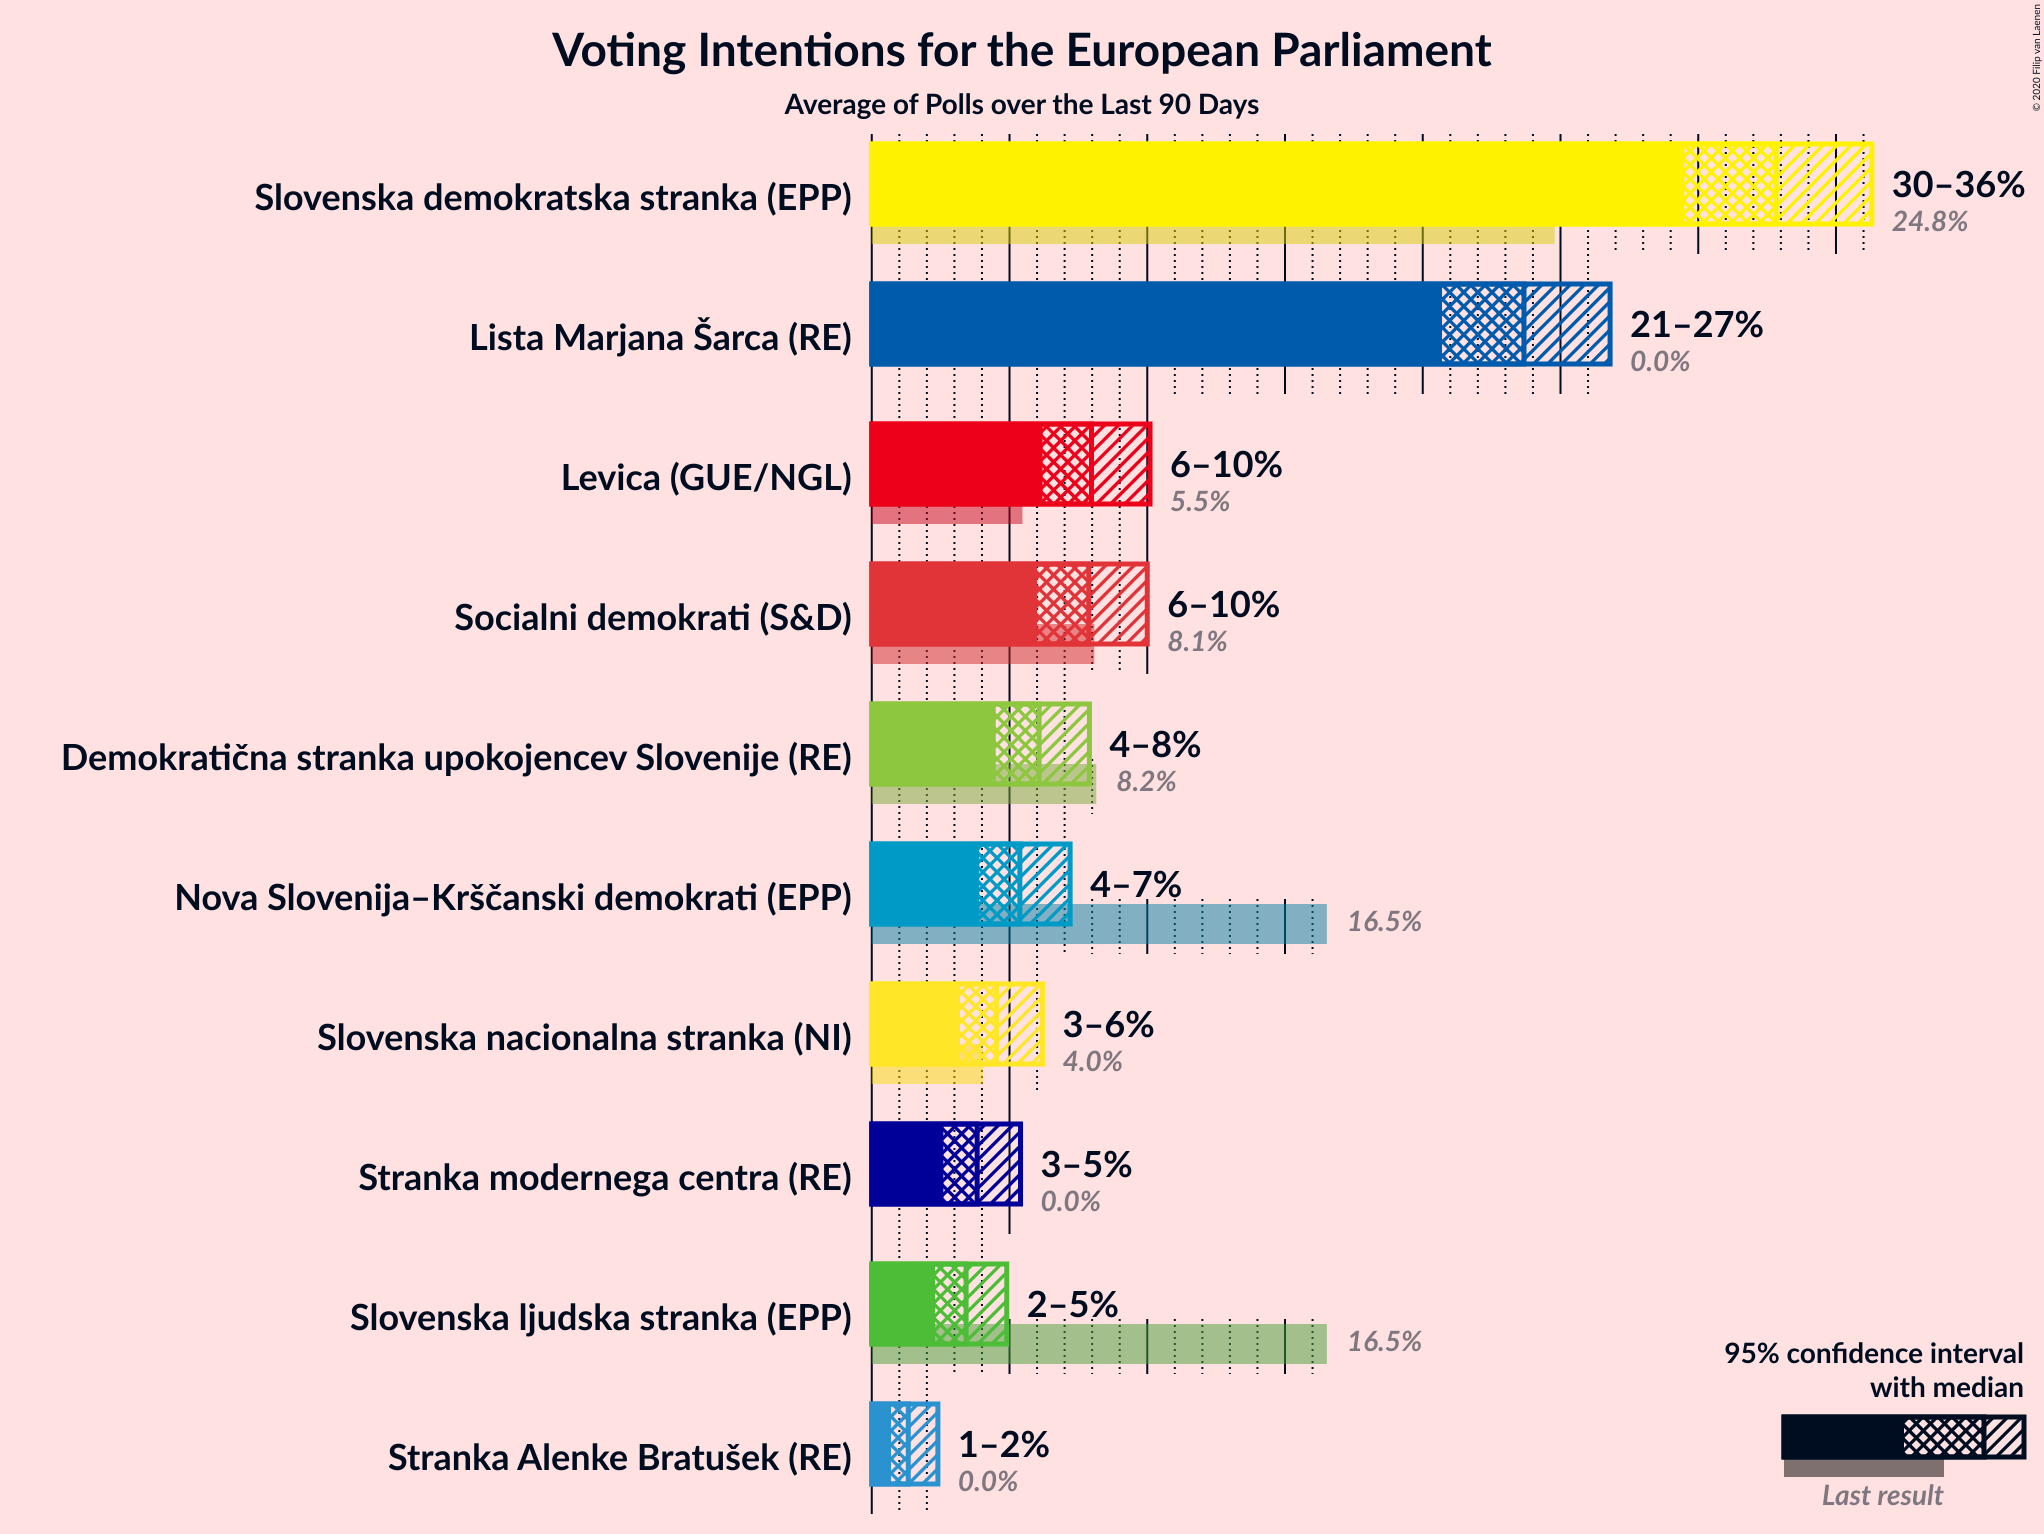 Voting Intentions for the European Parliament
Average of Polls over the Last 90 Days
© 2020 Filip van Laenen
Slovenska demokratska stranka (EPP)
30–36%
24.8%
Lista Marjana Šarca (RE)
21–27%
0.0%
Levica (GUE/NGL)
6–10%
5.5%
Socialni demokrati (S&D)
6–10%
8.1%
Demokratična stranka upokojencev Slovenije (RE)
4–8%
8.2%
Nova Slovenija–Krščanski demokrati (EPP)
4–7%
16.5%
Slovenska nacionalna stranka (NI)
3–6%
4.0%
Stranka modernega centra (RE)
3–5%
0.0%
Slovenska ljudska stranka (EPP)
2–5%
16.5%
Stranka Alenke Bratušek (RE)
1–2%
0.0%
95% confidence interval
with median
Last result